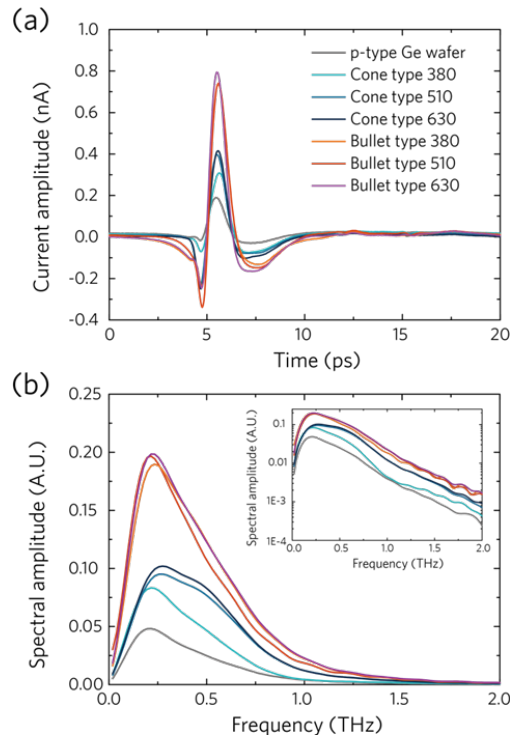 (a)
1.0
0.8
0.6
0.4
0.2
0.0
-0.2
-0.4
Current amplitude (nA)
p-type Ge wafer
Cone type 380
Cone type 510
Cone type 630
Bullet type 380
Bullet type 510
Bullet type 630
0 5 10 15 20
Time (ps)
(b)
0.25
0.20
0.15
0.10
0.05
0.00
Spectral amplitude (A.U.)
0.1
0.01
1E-3
1E-4
Spectral amplitude (A.U.)
0.0 0.5 1.0 1.5 2.0
Frequency (THz)
0.0 0.5 1.0 1.5 2.0
Frequency (THz)